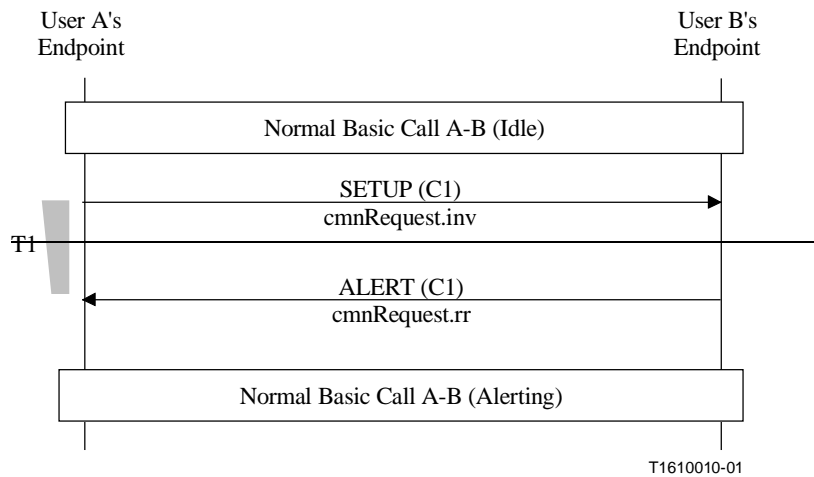 User A's
Endpoint
User B's
Endpoint
Normal Basic Call A-B (Idle)
SETUP (C1)
cmnRequest.inv
T1
ALERT (C1)
cmnRequest.rr
Normal Basic Call A-B (Alerting)
T1610010-01